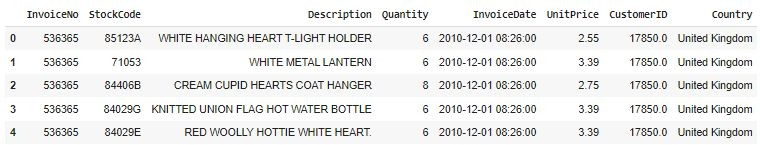 InvoiceNo StockCode Description Quantity InvoiceDate UnitPrice CustomerID Country
0 536365 85123A WHITE HANGING HEART T-LIGHT HOLDER 6 2010-12-01 08:26:00 2.55 17850.0 United Kingdom
1 536365 71053 WHITE METAL LANTERN 6 2010-12-01 08:26:00 3.39 17850.0 United Kingdom
2 536365 84406B CREAM CUPID HEARTS COAT HANGER 8 2010-12-01 08:26:00 2.75 17850.0 United Kingdom
3 536365 84029G KNITTED UNION FLAG HOT WATER BOTTLE 6 2010-12-01 08:26:00 3.39 17850.0 United Kingdom
4 536365 84029E RED WOOLLY HOTTIE WHITE HEART. 6 2010-12-01 08:26:00 3.39 17850.0 United Kingdom